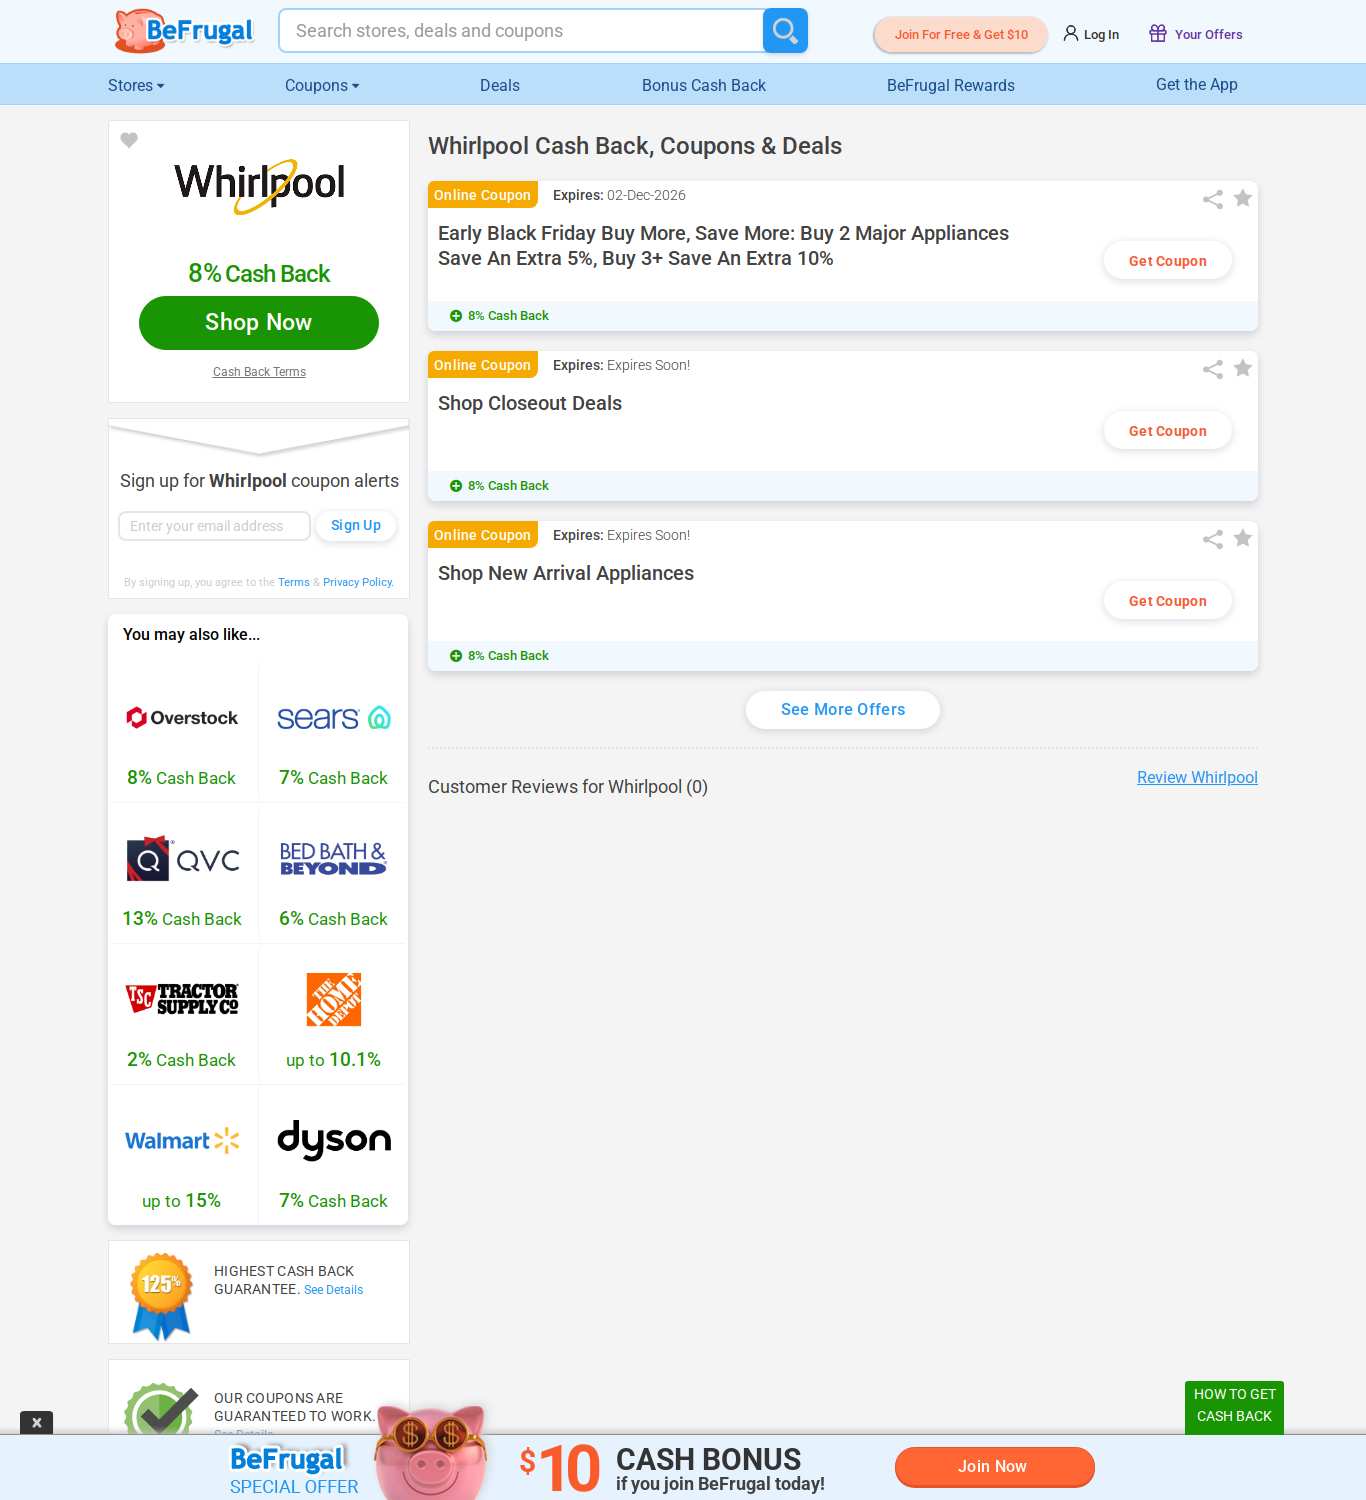 BeFrugal
Search stores, deals and coupons
Join For Free & Get $10
Log In
Your Offers
Stores
Coupons
Deals
Bonus Cash Back
BeFrugal Rewards
Get the App
Whirlpool
8% Cash Back
Shop Now
Cash Back Terms
Sign up for Whirlpool coupon alerts
Enter your email address
Sign Up
By signing up, you agree to the Terms & Privacy Policy.
You may also like...
Overstock
sears
8% Cash Back
7% Cash Back
Q QVC
BED BATH &
BEYOND
13% Cash Back
6% Cash Back
TSC TRACTOR
SUPPLY CO
THE
HOME
DEPOT
2% Cash Back
up to 10.1%
Walmart
dyson
up to 15%
7% Cash Back
125%
HIGHEST CASH BACK
GUARANTEE. See Details
OUR COUPONS ARE
GUARANTEED TO WORK.
See Details
Whirlpool Cash Back, Coupons & Deals
Online Coupon
Expires: 02-Dec-2026
Early Black Friday Buy More, Save More: Buy 2 Major Appliances
Save An Extra 5%, Buy 3+ Save An Extra 10%
Get Coupon
8% Cash Back
Online Coupon
Expires: Expires Soon!
Shop Closeout Deals
Get Coupon
8% Cash Back
Online Coupon
Expires: Expires Soon!
Shop New Arrival Appliances
Get Coupon
8% Cash Back
See More Offers
Customer Reviews for Whirlpool (0)
Review Whirlpool
HOW TO GET
CASH BACK
x
BeFrugal
SPECIAL OFFER
$ $
$10
CASH BONUS
if you join BeFrugal today!
Join Now